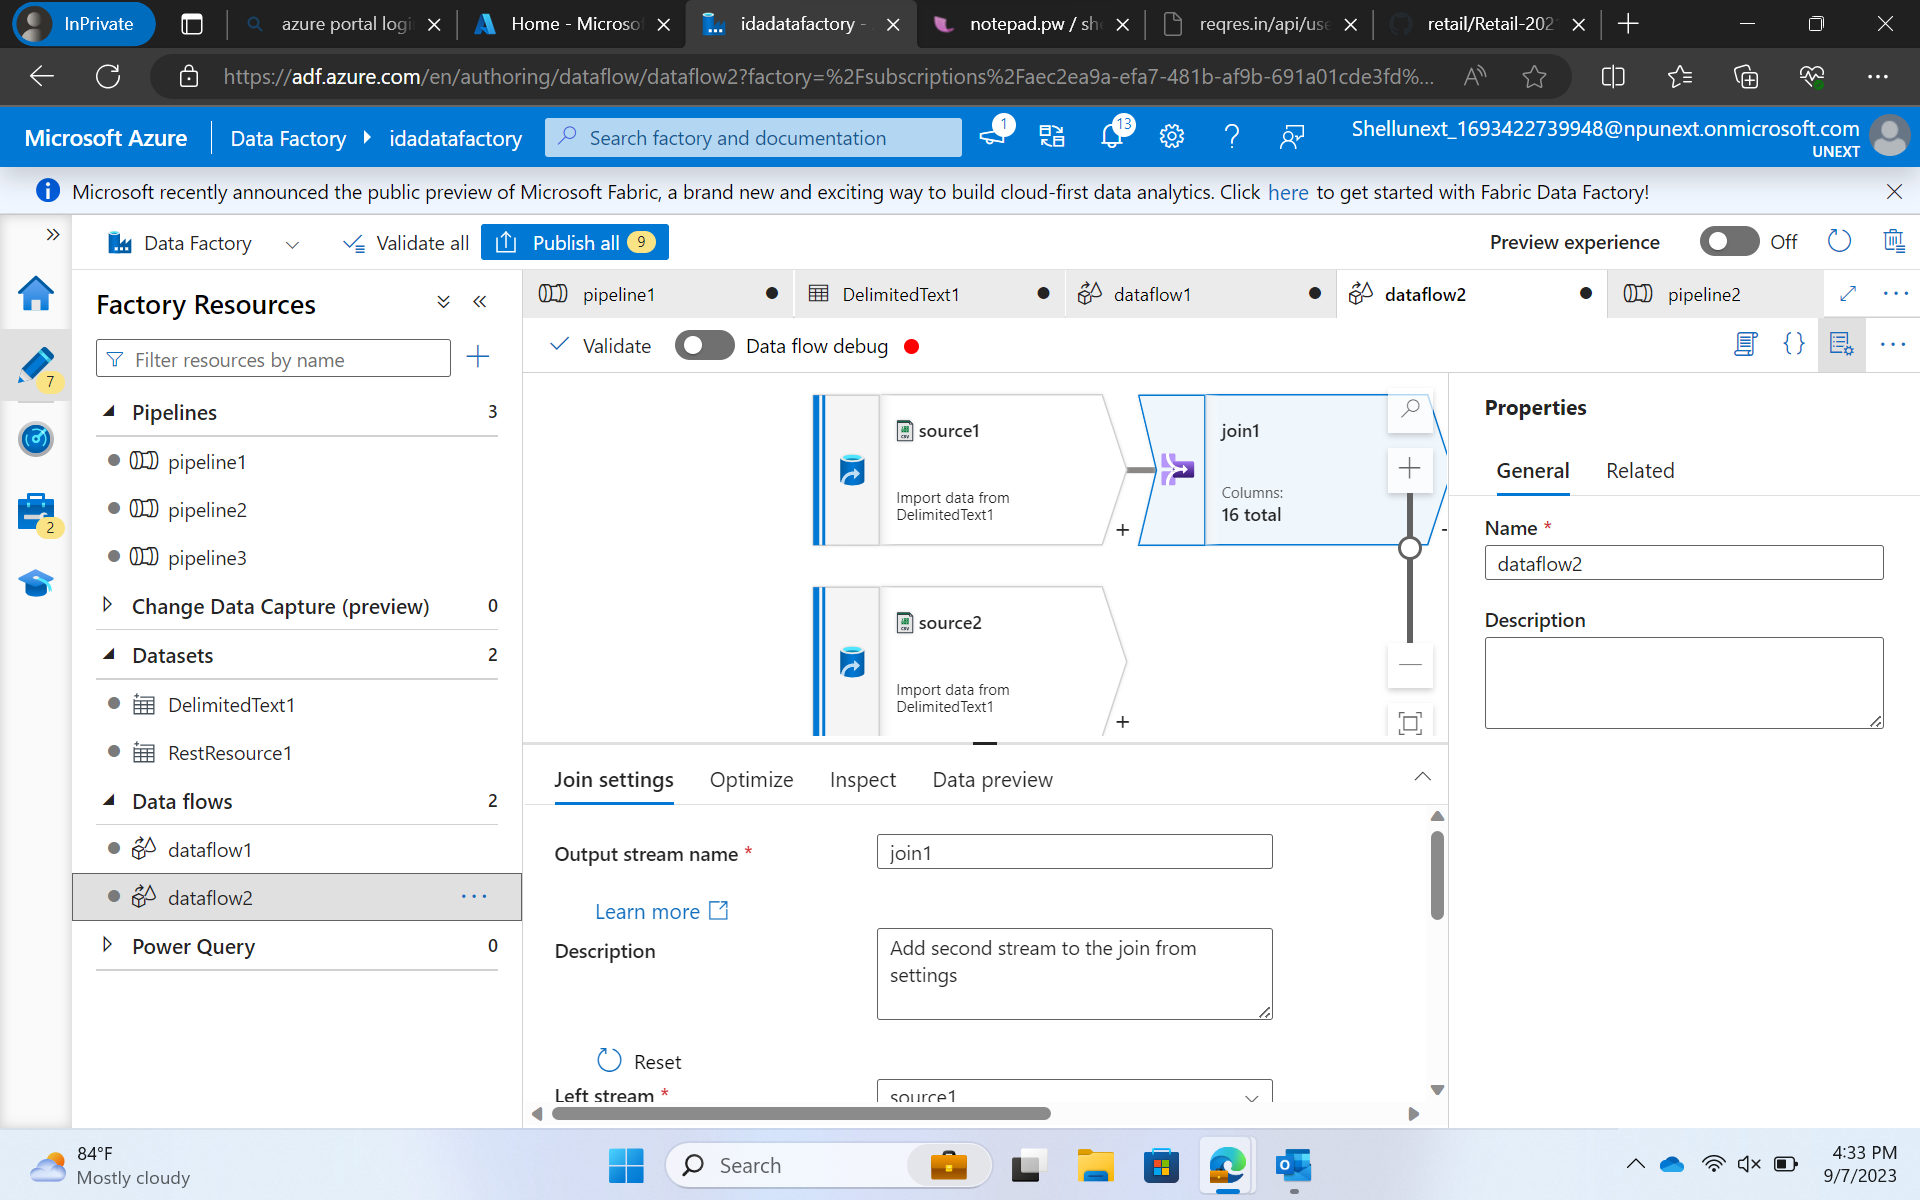 InPrivate
azure portal logi
Home - Microsof
idadatafactory -
notepad.pw / sh
reqres.in/api/use
retail/Retail-202
https://adf.azure.com/en/authoring/dataflow/dataflow2?factory=%2Fsubscriptions%2Faec2ea9a-efa7-481b-af9b-691a01cde3fd%...
Microsoft Azure
Data Factory
idadatafactory
Search factory and documentation
1
13
Shellunext_1693422739948@npunext.onmicrosoft.com
UNEXT
Microsoft recently announced the public preview of Microsoft Fabric, a brand new and exciting way to build cloud-first data analytics. Click here to get started with Fabric Data Factory!
Data Factory
Validate all
Publish all 9
Preview experience
Off
7
2
Factory Resources
Filter resources by name
Pipelines 3
pipeline1
pipeline2
pipeline3
Change Data Capture (preview) 0
Datasets 2
DelimitedText1
RestResource1
Data flows 2
dataflow1
dataflow2
Power Query 0
pipeline1
DelimitedText1
dataflow1
dataflow2
pipeline2
Validate
Data flow debug
source1
Import data from
DelimitedText1
+
join1
Columns:
16 total
source2
Import data from
DelimitedText1
+
Join settings
Optimize
Inspect
Data preview
Output stream name *
join1
Learn more
Description
Add second stream to the join from
settings
Reset
Left stream *
source1
Properties
General
Related
Name *
dataflow2
Description
84°F
Mostly cloudy
Search
4:33 PM
9/7/2023